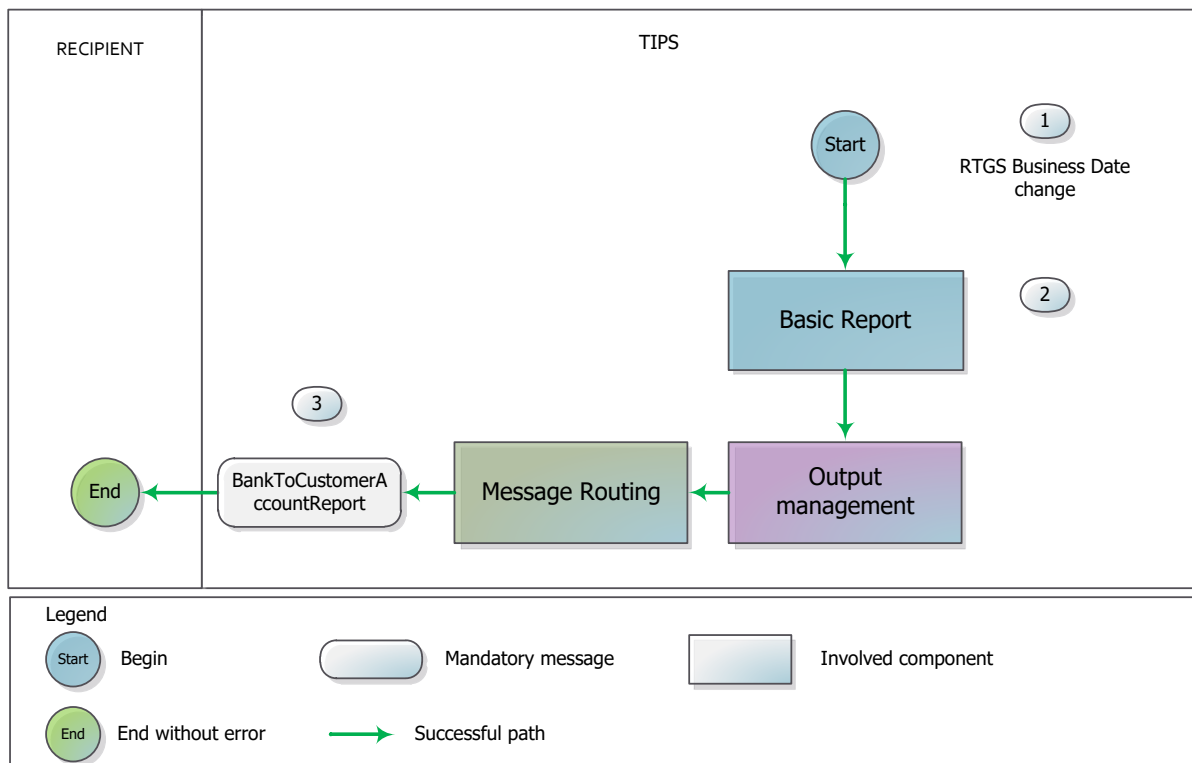 RECIPIENT
TIPS
Start
1
RTGS Business Date
change
Basic Report
2
3
End
BankToCustomerA
ccountReport
Message Routing
Output
management
Legend
Start
Begin
Mandatory message
Involved component
End
End without error
Successful path